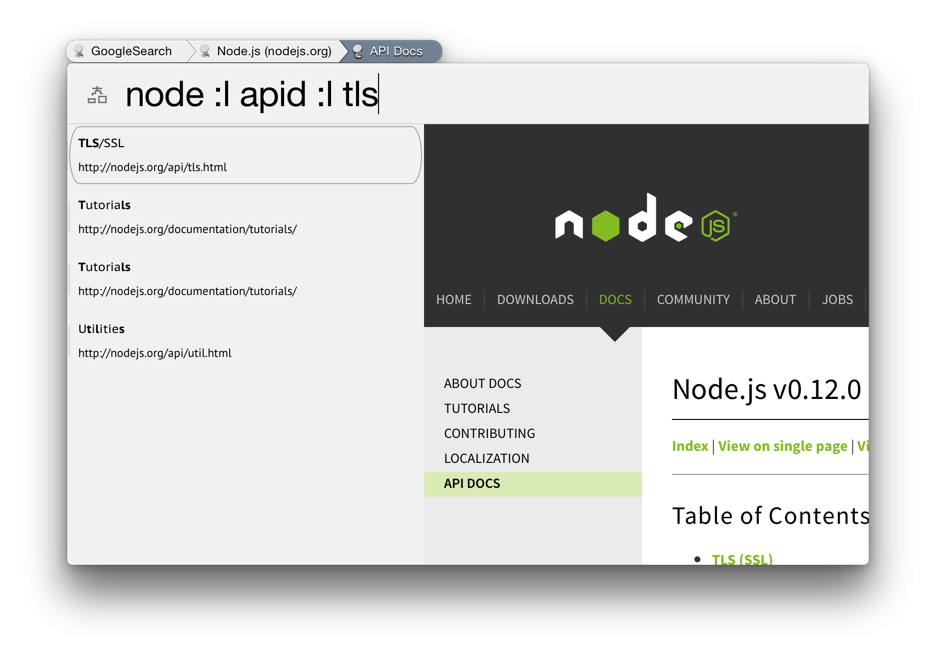 GoogleSearch Node.js (nodejs.org) API Docs
node :l apid :l tls
TLS/SSL
http://nodejs.org/api/tls.html
Tutorials
http://nodejs.org/documentation/tutorials/
Tutorials
http://nodejs.org/documentation/tutorials/
Utilities
http://nodejs.org/api/util.html
node JS
HOME DOWNLOADS DOCS COMMUNITY ABOUT JOBS
ABOUT DOCS
TUTORIALS
CONTRIBUTING
LOCALIZATION
API DOCS
Node.js v0.12.0
Index | View on single page | Vi
Table of Contents
• TLS (SSL)